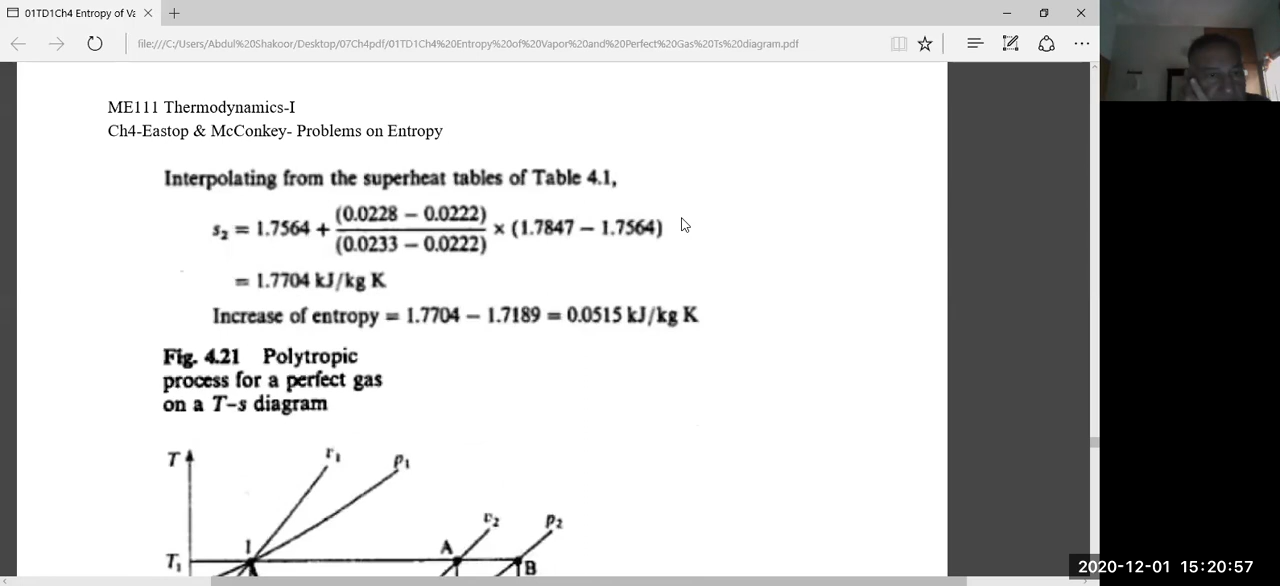 01TD1Ch4 Entropy of Va
file:///C:/Users/Abdul%20Shakoor/Desktop/07Ch4pdf/01TD1Ch4%20Entropy%20of%20Vapor%20and%20Perfect%20Gas%20Ts%20diagram.pdf
ME111 Thermodynamics-I
Ch4-Eastop & McConkey- Problems on Entropy
Interpolating from the superheat tables of Table 4.1,
s₂ = 1.7564 + (0.0228 − 0.0222) / (0.0233 − 0.0222) × (1.7847 − 1.7564)
= 1.7704 kJ/kg K
Increase of entropy = 1.7704 − 1.7189 = 0.0515 kJ/kg K
Fig. 4.21 Polytropic
process for a perfect gas
on a T–s diagram
T v₁ p₁
v₂ p₂
T₁ 1 A B
2020-12-01 15:20:57